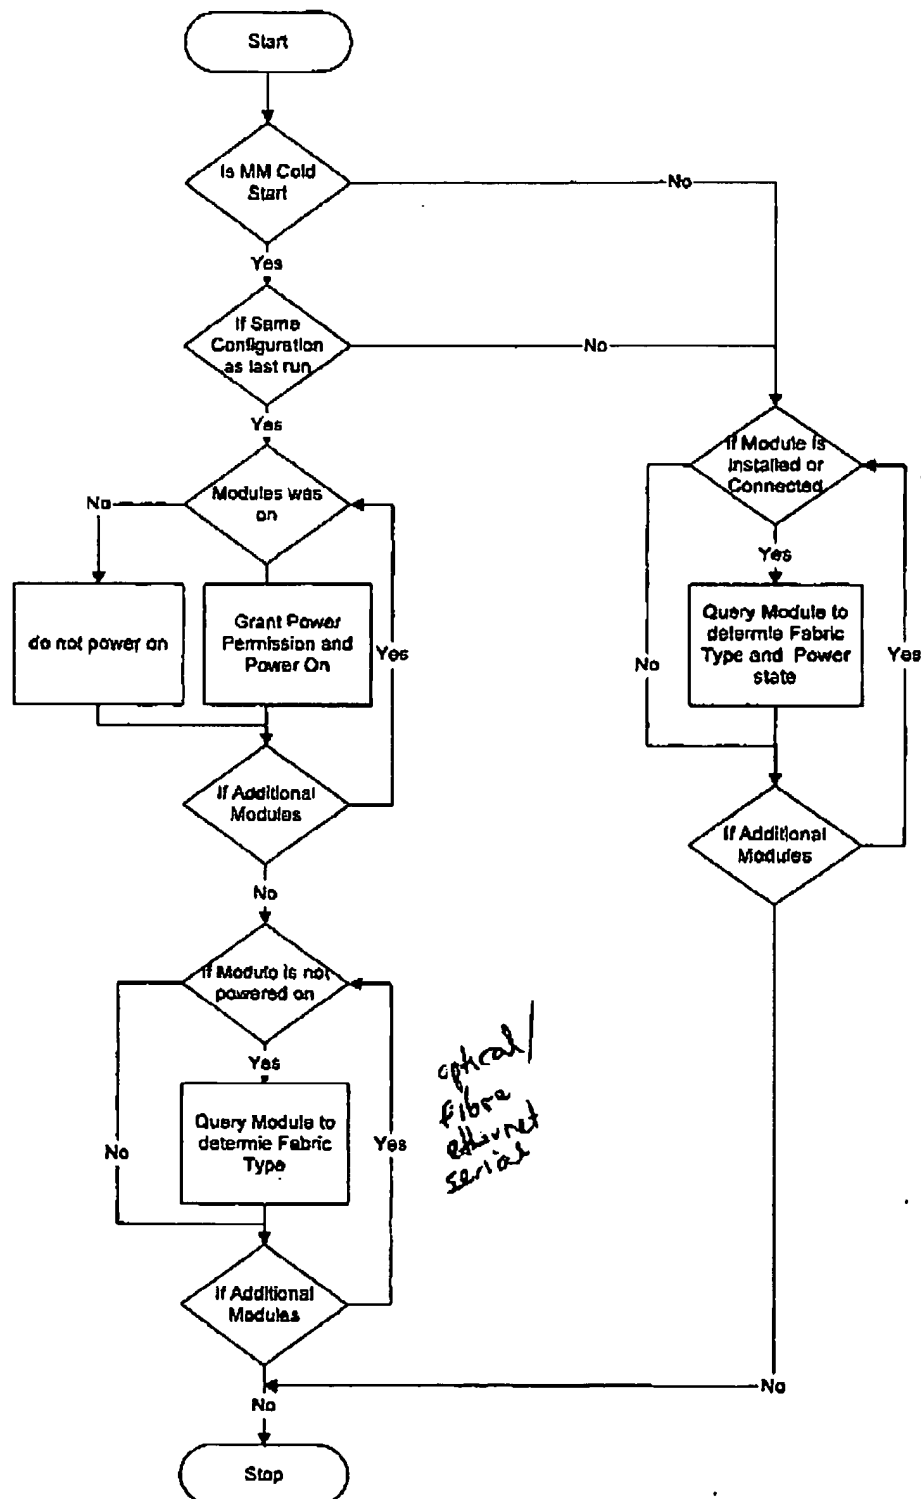 Start
Is MM Cold
Start
No
Yes
If Same
Configuration
as last run
No
Yes
Modules was
on
No
do not power on
Grant Power
Permission and
Power On
Yes
If Additional
Modules
No
If Module is not
powered on
Yes
Query Module to
determie Fabric
Type
No
Yes
If Additional
Modules
No
Stop
If Module is
Installed or
Connected
Yes
Query Module to
determie Fabric
Type and Power
state
No
Yes
If Additional
Modules
No
optical/
fibre
ethernet
serial